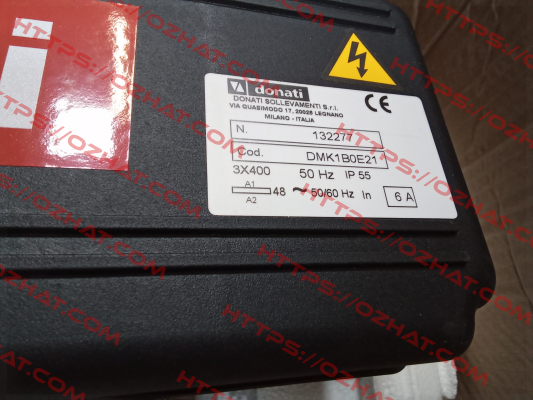 i
donati
DONATI SOLLEVAMENTI S.r.l.
VIA QUASIMODO 17, 20025 LEGNANO
MILANO - ITALIA
CE
N. 132277
Cod. DMK1B0E21
3X400 50 Hz IP 55
A1
48 ~ 50/60 Hz In 6 A
A2
HTTPS://OZHAT.COM